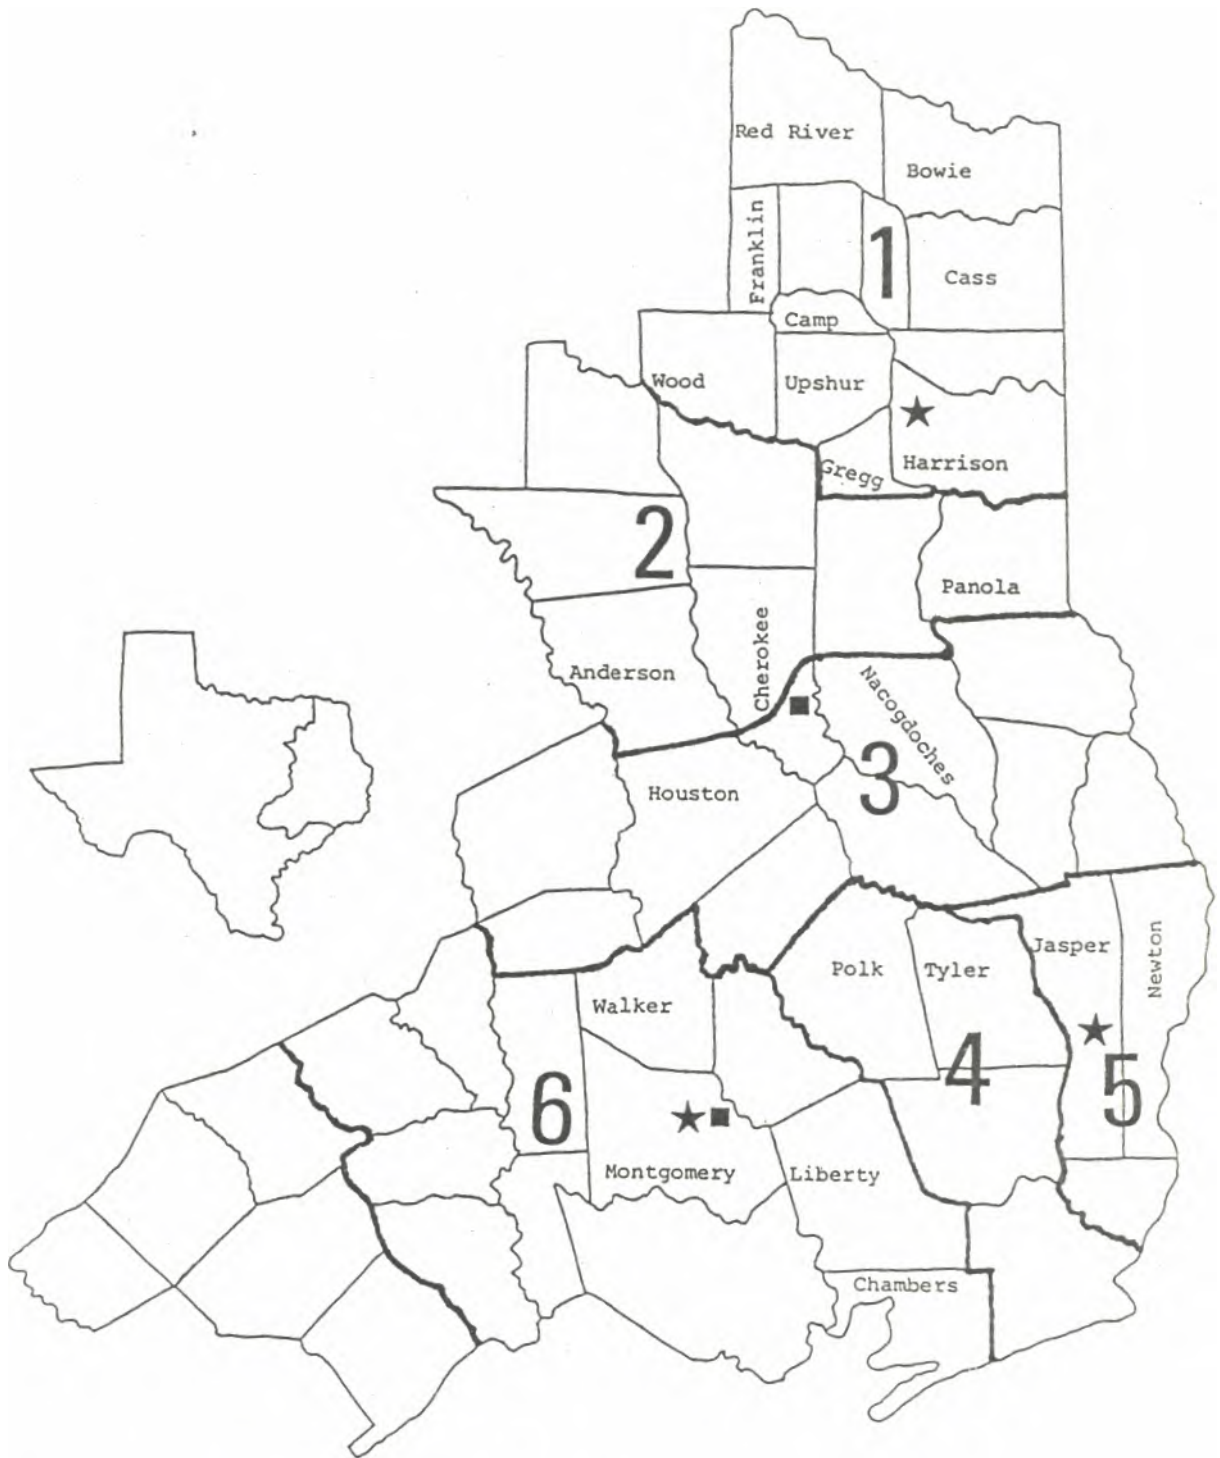 Red River
Bowie
Franklin
1
Cass
Camp
Wood
Upshur
Gregg
Harrison
2
Panola
Cherokee
Anderson
Nacogdoches
3
Houston
Jasper
Newton
Polk
Tyler
Walker
4
5
6
Montgomery
Liberty
Chambers